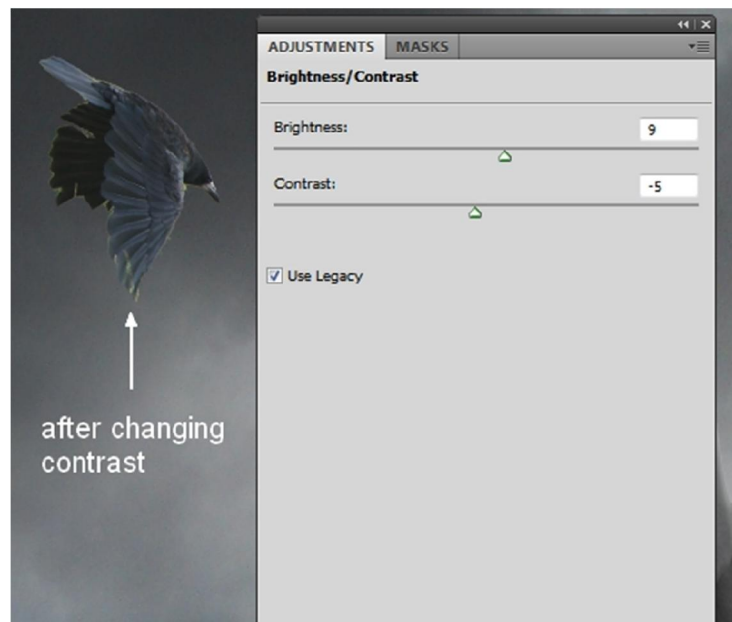 ADJUSTMENTS MASKS
Brightness/Contrast
Brightness: 9
Contrast: -5
Use Legacy
after changing
contrast